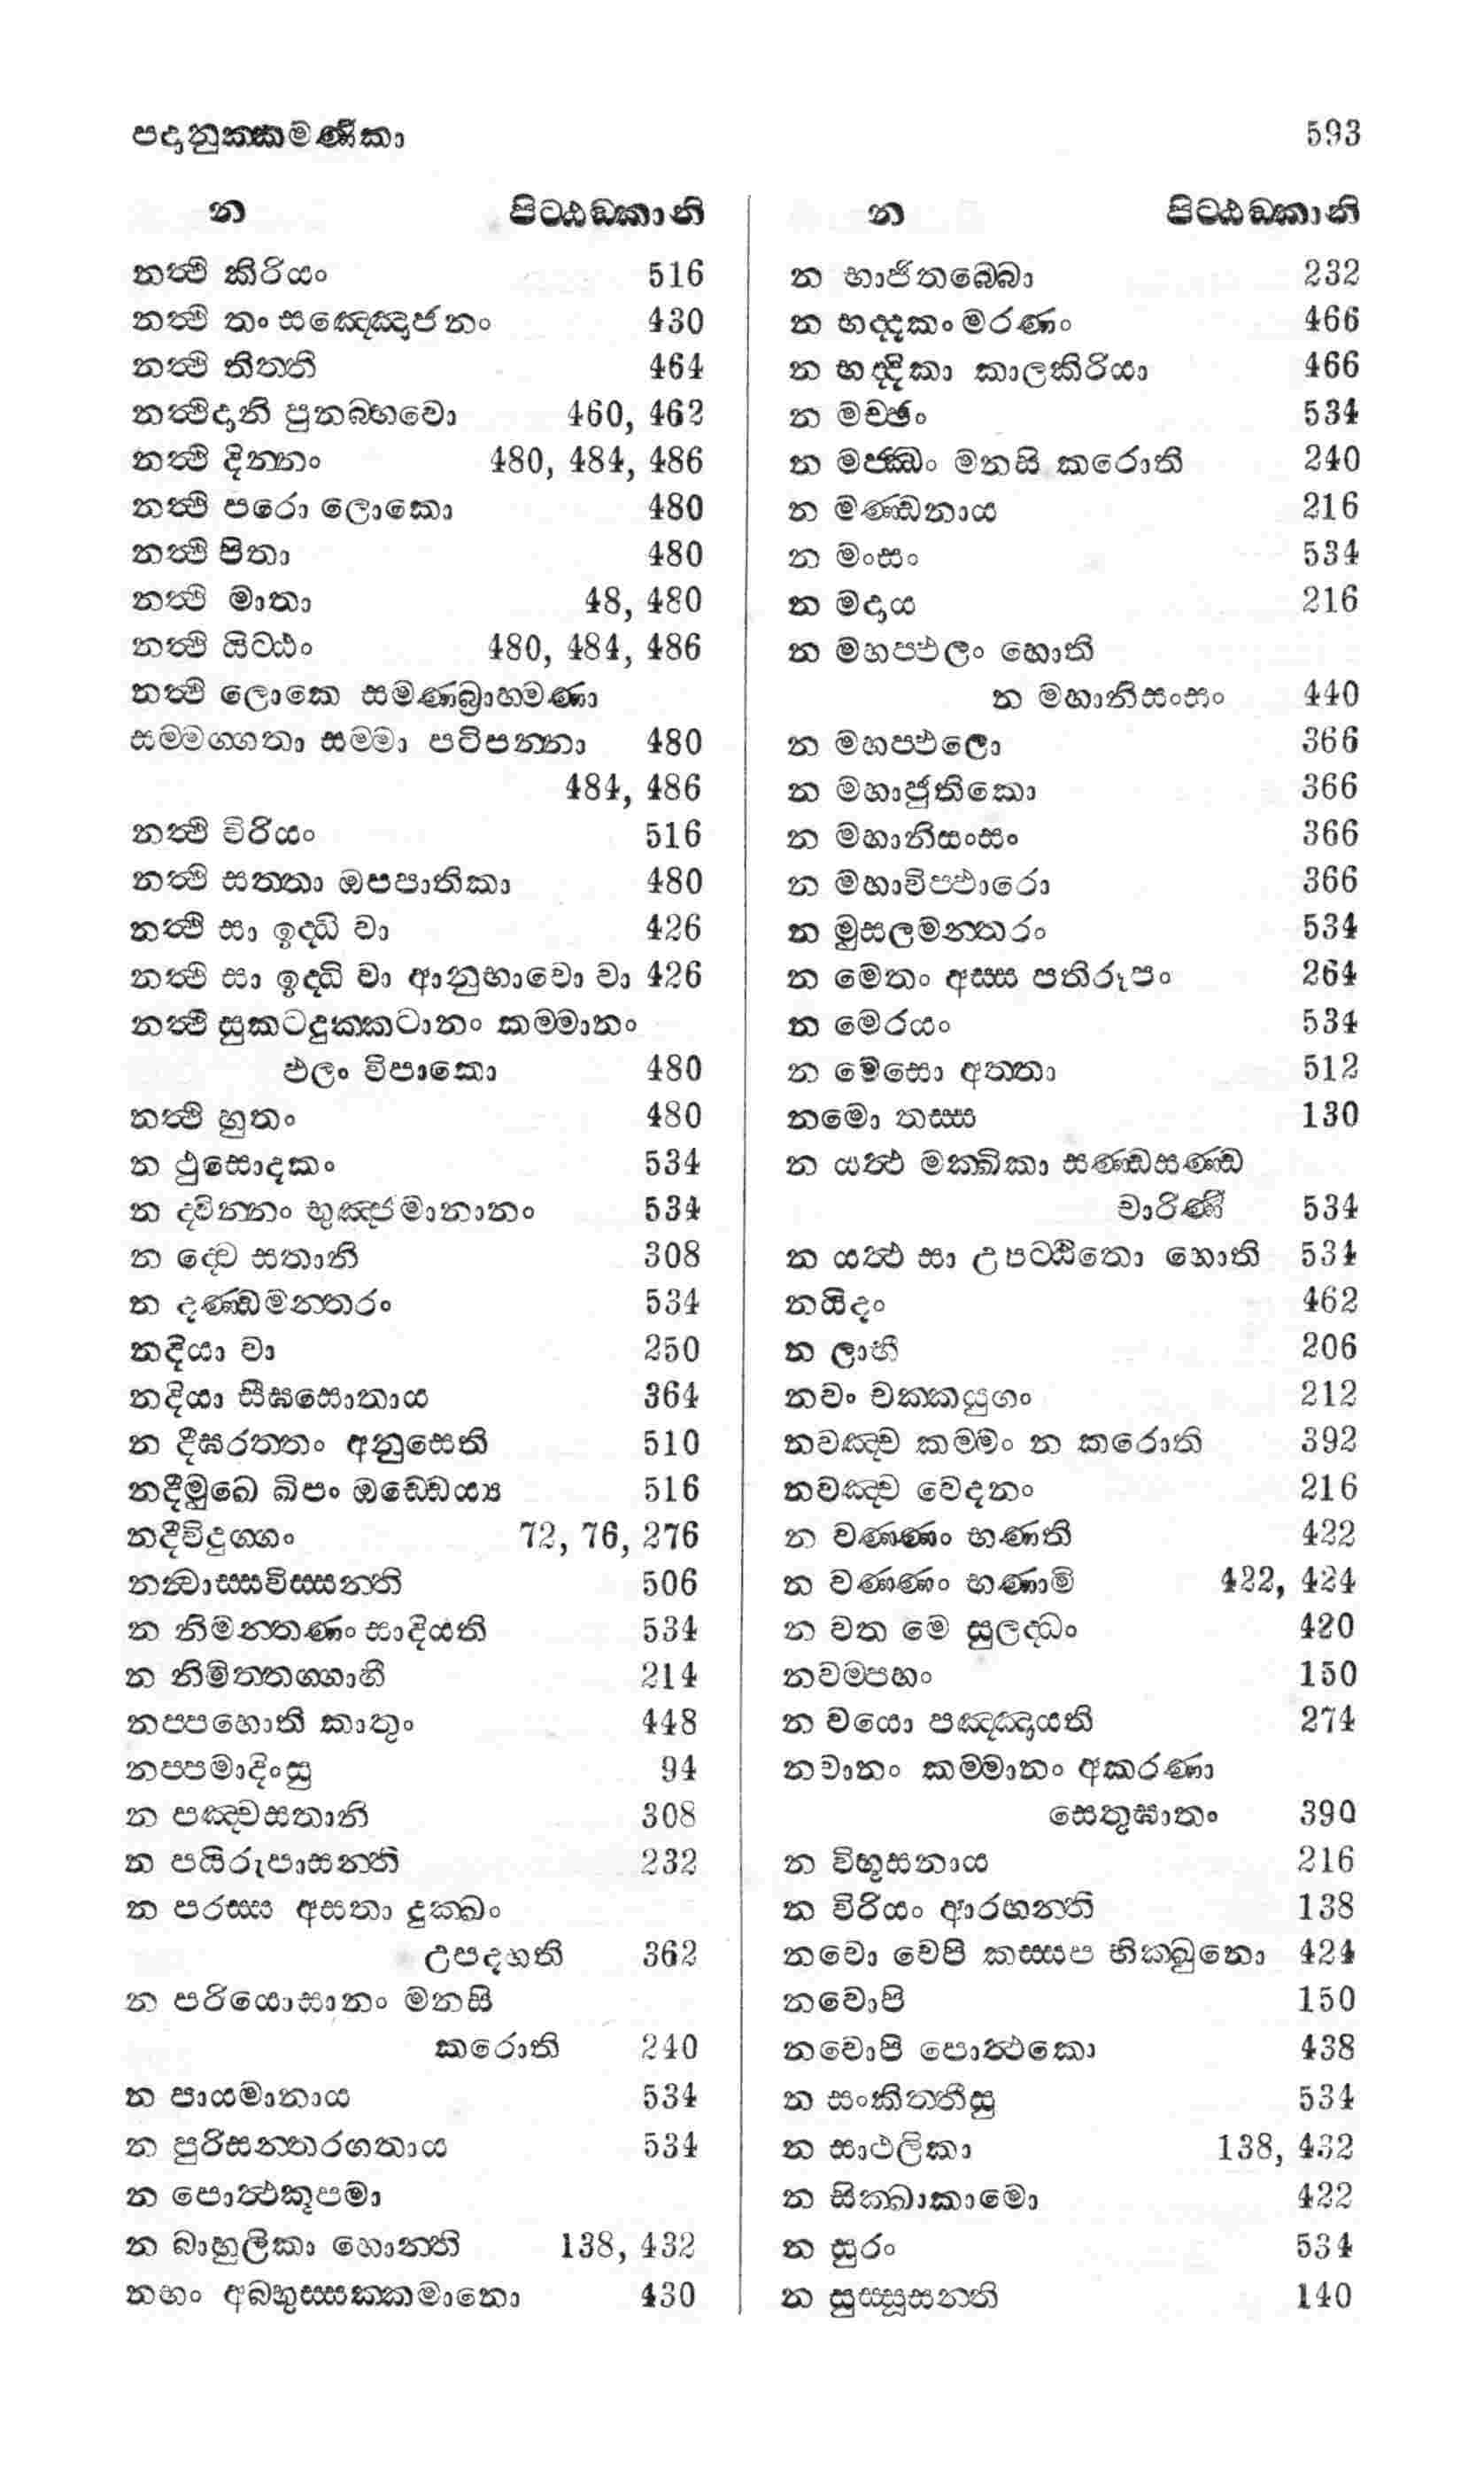 පදානුක්කමණිකා 593
න පිට්ඨඞ්කානි
නත්ථි කිරියං 516
නත්ථි තං සඤ්ඤොජනං 430
නත්ථි තිත්ති 464
නත්ථිදානි පුනබ්භවො 460, 462
නත්ථි දින්නං 480, 484, 486
නත්ථි පරො ලොකො 480
නත්ථි පිතා 480
නත්ථි මාතා 48, 480
නත්ථි යිට්ඨං 480, 484, 486
නත්ථි ලොකෙ සමණබ්‍රාහමණා
සම්මග්ගතා සම්මා පටිපන්නා 480
484, 486
නත්ථි විරියං 516
නත්ථි සත්තා ඔපපාතිකා 480
නත්ථි සා ඉද්ධි වා 426
නත්ථි සා ඉද්ධි වා ආනුභාවො වා 426
නත්ථි සුකටදුක්කටානං කම්මානං
ඵලං විපාකො 480
නත්ථි හුතං 480
න ථුසොදකං 534
න ද්වින්නං භුඤ්ජමානානං 534
න ද්වෙ සතානි 308
න දණ්ඩමන්තරං 534
නදියා වා 250
නදියා සීඝසොතාය 364
න දීඝරත්තං අනුසෙති 510
නදීමුඛෙ ඛිපං ඔඩ්ඩෙය්‍ය 516
නදීවිදුග්ගං 72, 76, 276
නන්වාස්සවිස්සන්ති 506
න නිමන්තණං සාදියති 534
න නිමිත්තග්ගාහී 214
නප්පහොති කාතුං 448
නප්පමාදිංසු 94
න පඤ්චසතානි 308
න පයිරුපාසන්ති 232
න පරස්ස අසතා දුක්ඛං
උපදහති 362
න පරියොසානං මනසි
කරොති 240
න පායමානාය 534
න පුරිසන්තරගතාය 534
න පොත්ථකූපමා
න බාහුලිකා හොන්ති 138, 432
නභං අබ්භුස්සක්කමානො 430
න පිට්ඨඞ්කානි
න භාජිතබ්බො 232
න භද්දකං මරණං 466
න භද්දිකා කාලකිරියා 466
න මච්ඡං 534
න මජ්ඣිං මනසි කරොති 240
න මණ්ඩනාය 216
න මංසං 534
න මදාය 216
න මහප්ඵලං හොති
න මහානිසංසං 440
න මහප්ඵලො 366
න මහාජුතිකො 366
න මහානිසංසං 366
න මහාවිප්ඵාරො 366
න මුසලමන්තරං 534
න මෙතං අස්ස පතිරූපං 264
න මෙරයං 534
න මෙසො අත්තා 512
නමො තස්ස 130
න යත්ථ මක්ඛිකා සණ්ඩසණ්ඩ
චාරිණී 534
න යත්ථ සා උපට්ඨිතො හොති 534
නයිදං 462
න ලාභී 206
නවං චක්කයුගං 212
නවඤ්ච කම්මං න කරොති 392
නවඤ්ච වෙදනං 216
න වණ්ණං භණති 422
න වණ්ණං භණාමි 422, 424
න වත මෙ සුලද්ධං 420
නවම්පහං 150
න වයො පඤ්ඤායති 274
නවානං කම්මානං අකරණා
සෙතුඝාතං 390
න විභූසනාය 216
න විරියං ආරභන්ති 138
නවො චෙපි කස්සප භික්ඛුනො 424
නවොපි 150
නවොපි පොත්ථකො 438
න සංකිත්තීසු 534
න සාථලිකා 138, 432
න සික්ඛාකාමො 422
න සුරං 534
න සුස්සූසන්ති 140